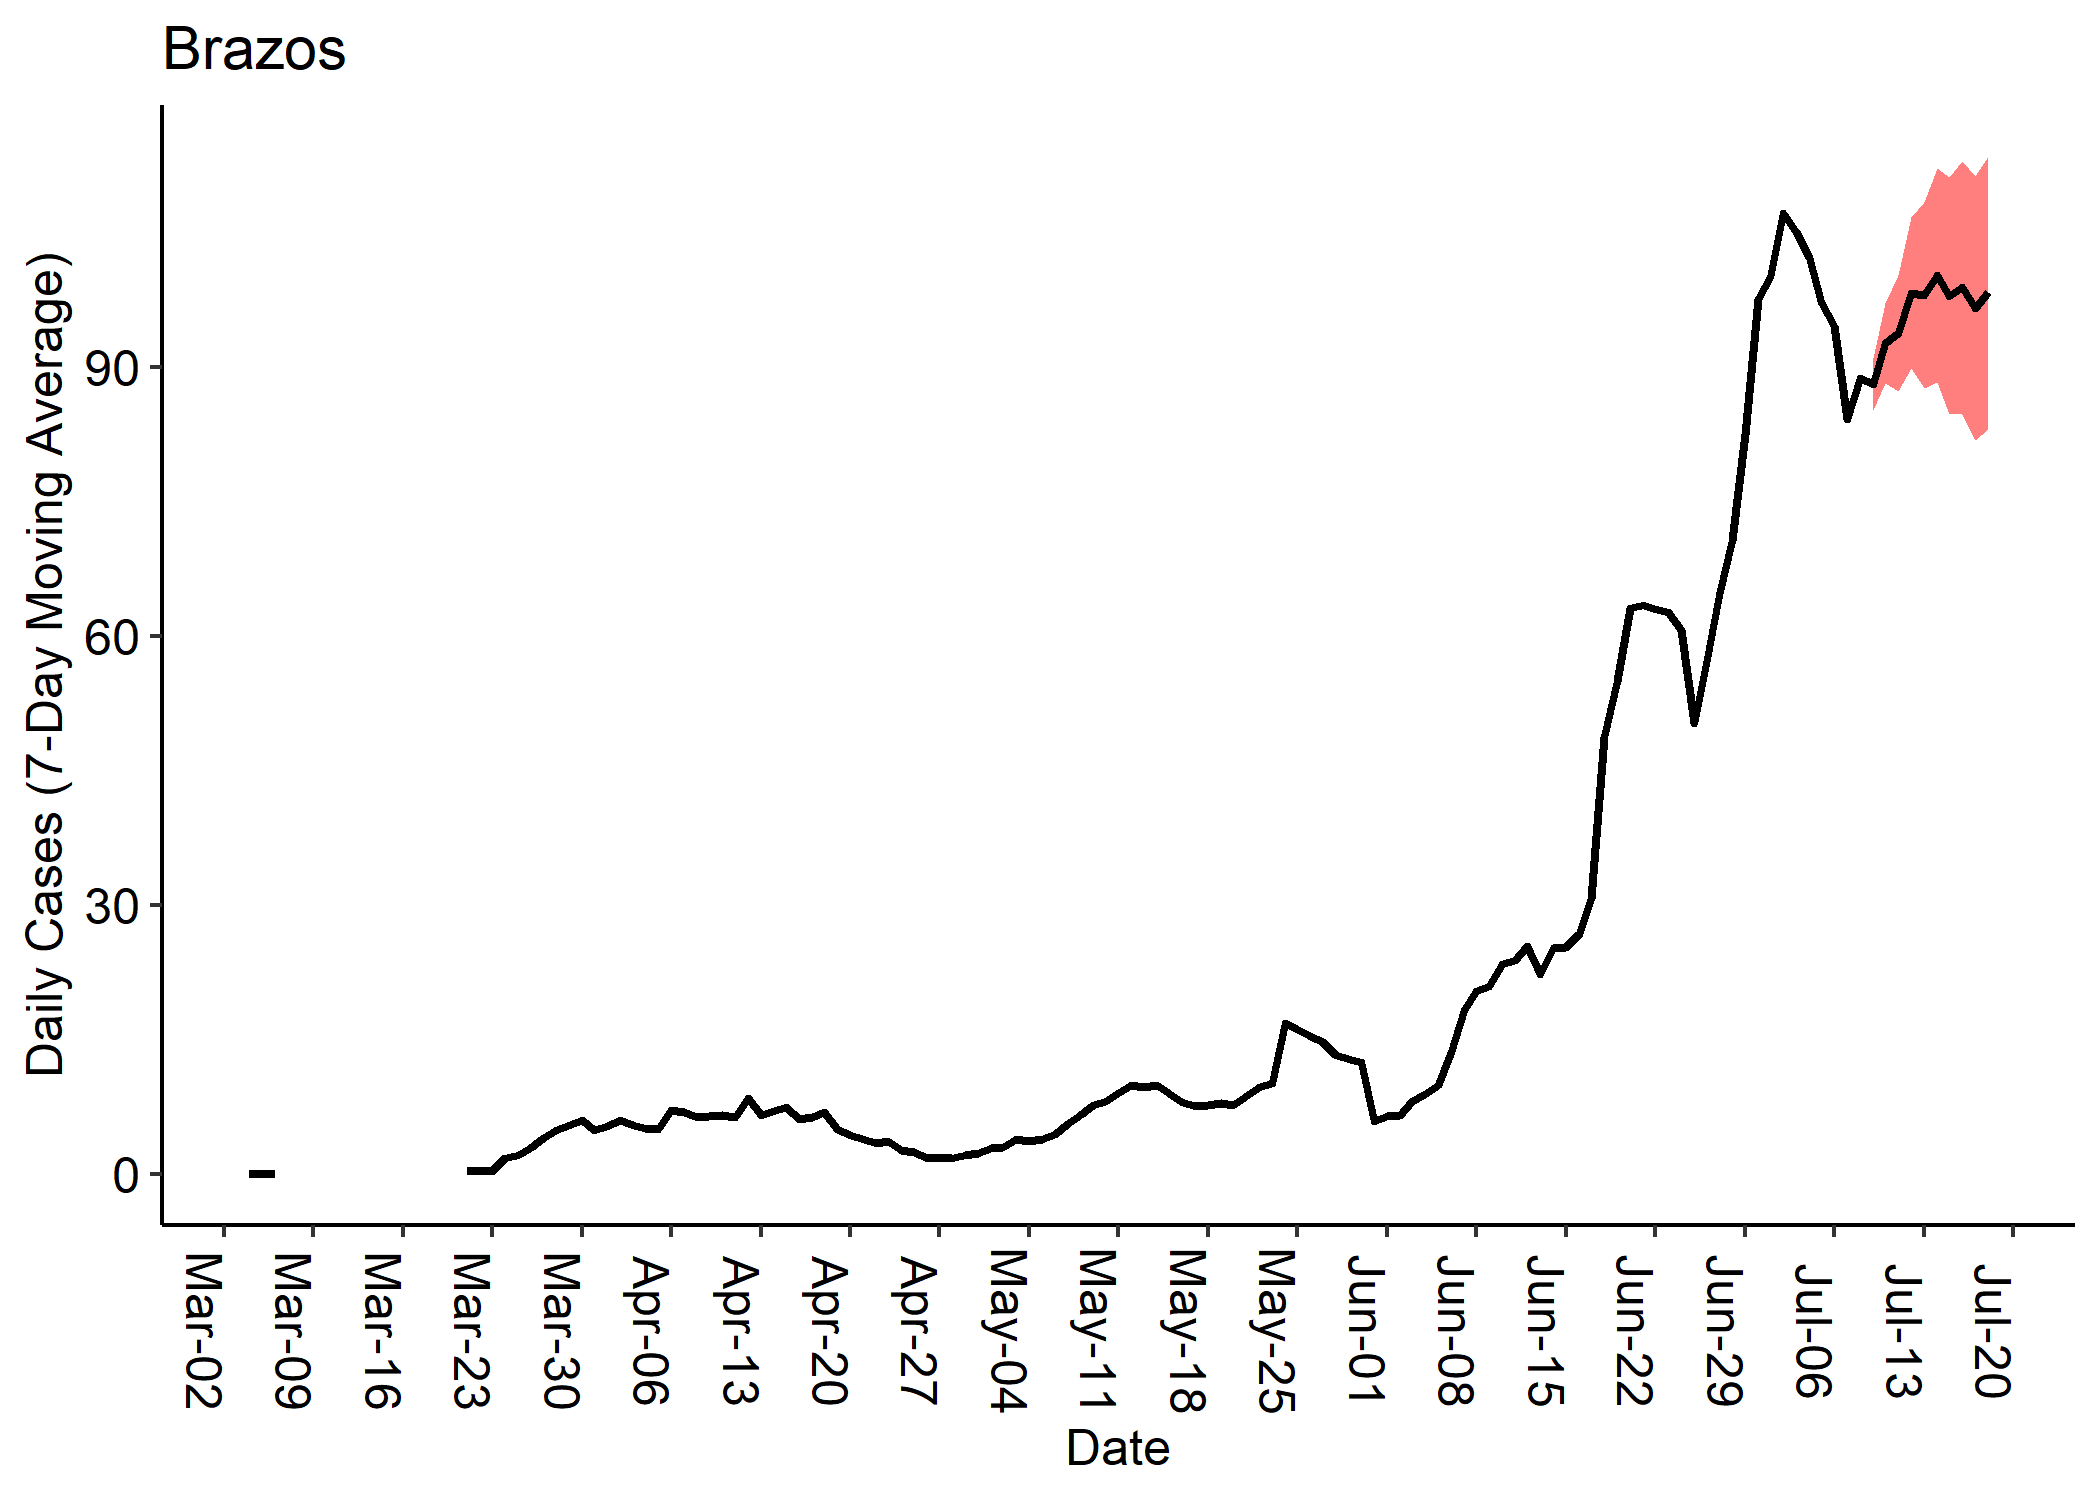 Brazos
Daily Cases (7-Day Moving Average)
90
60
30
0
Mar-02
Mar-09
Mar-16
Mar-23
Mar-30
Apr-06
Apr-13
Apr-20
Apr-27
May-04
May-11
May-18
May-25
Jun-01
Jun-08
Jun-15
Jun-22
Jun-29
Jul-06
Jul-13
Jul-20
Date